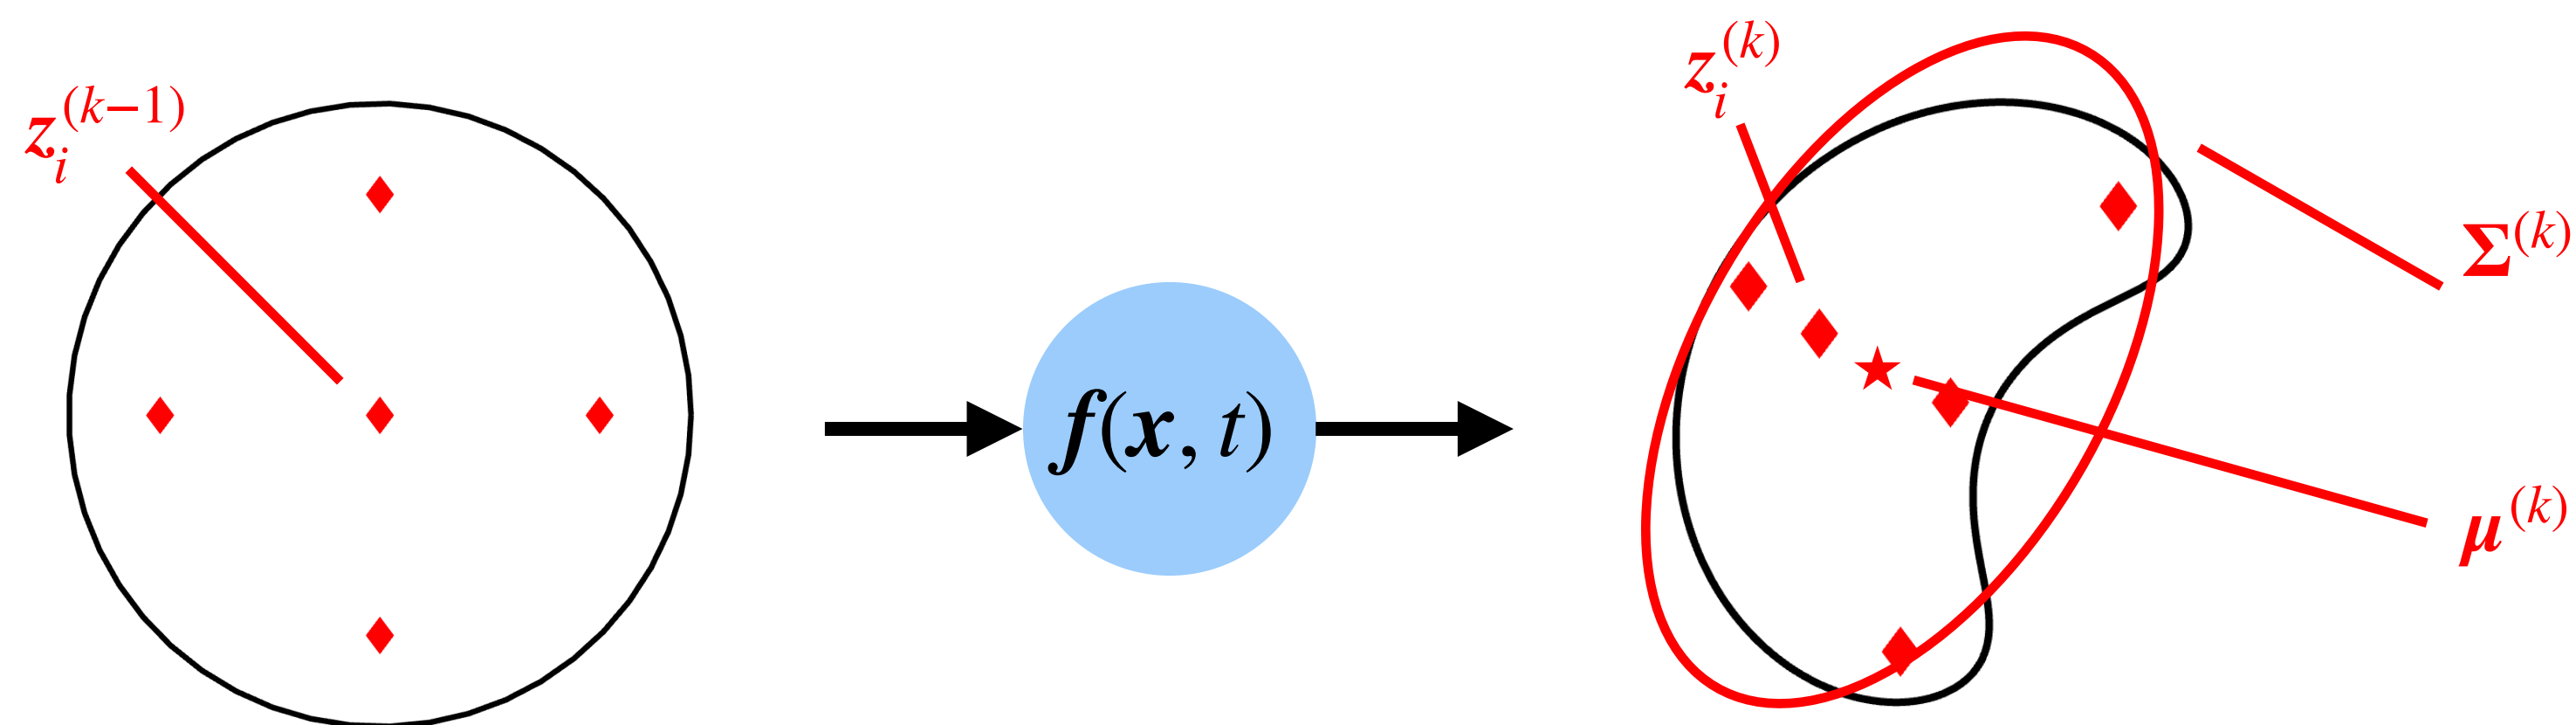 z_i^(k−1)
f(x, t)
z_i^(k)
Σ^(k)
μ^(k)